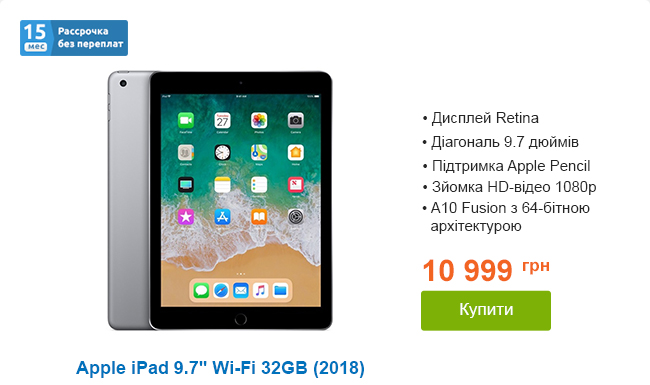 15 мес
Рассрочка
без переплат
• Дисплей Retina
• Діагональ 9.7 дюймів
• Підтримка Apple Pencil
• Зйомка HD-відео 1080p
• A10 Fusion з 64-бітною
архітектурою
10 999 грн
Купити
Apple iPad 9.7" Wi-Fi 32GB (2018)